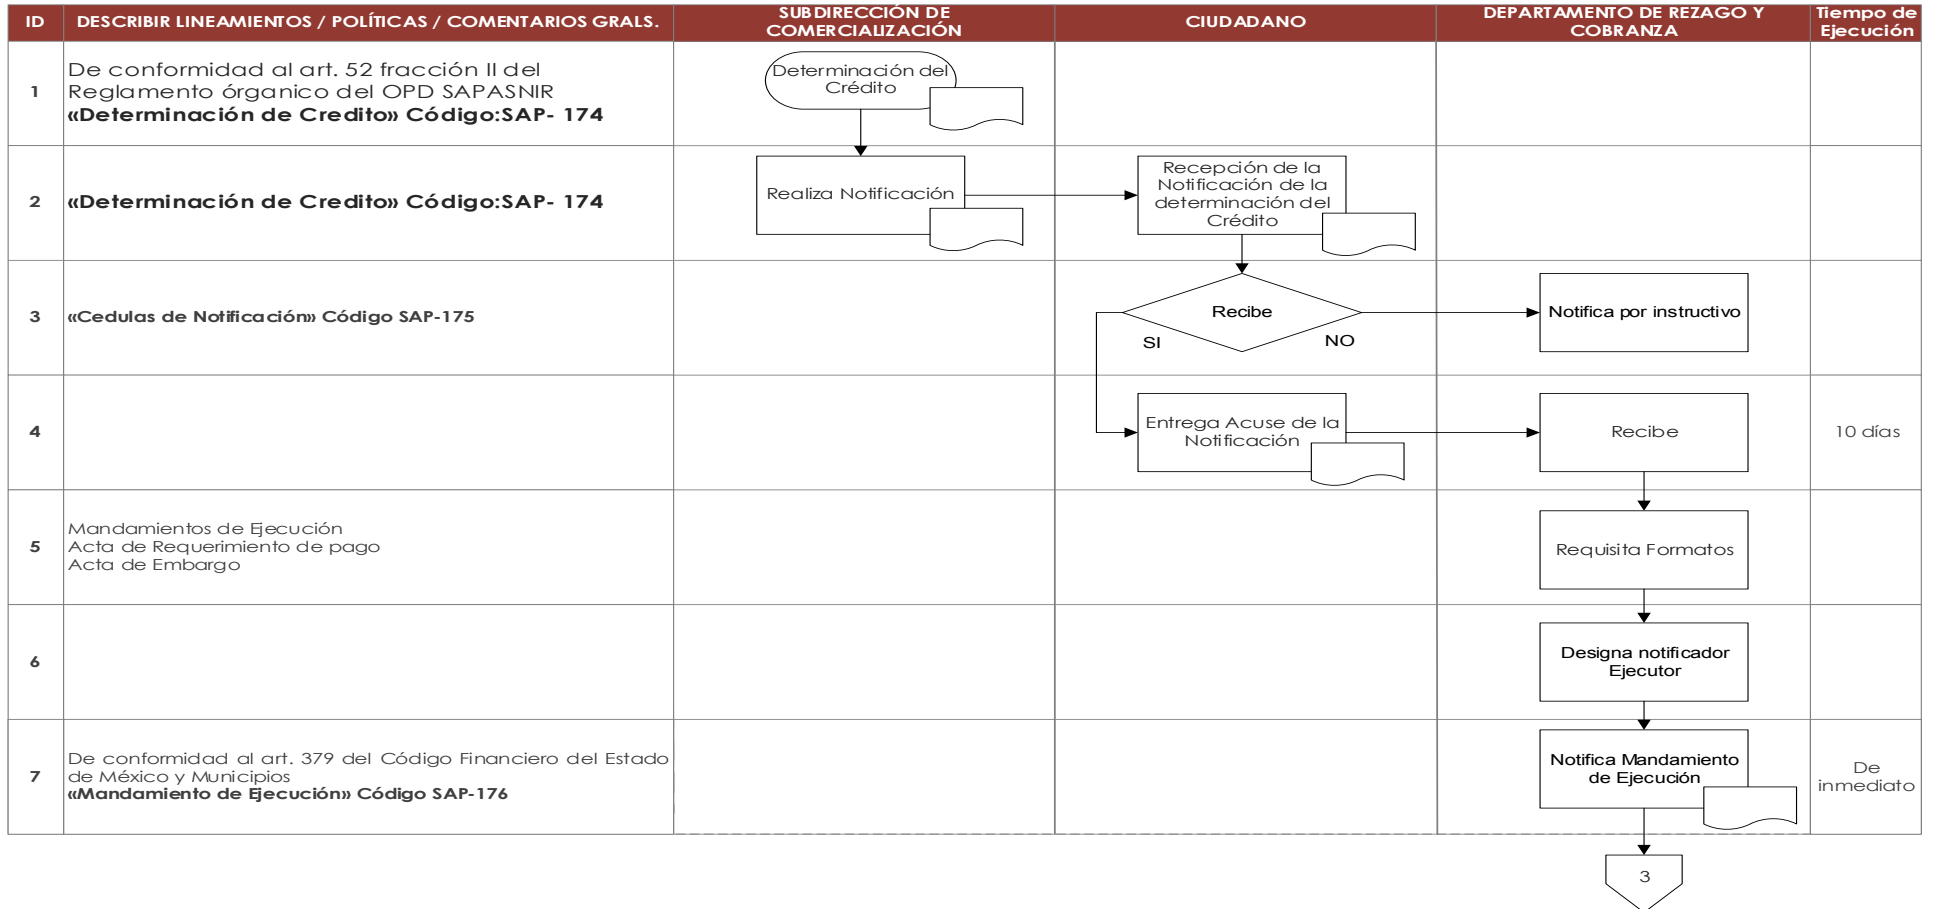 ID
DESCRIBIR LINEAMIENTOS / POLÍTICAS / COMENTARIOS GRALS.
SUBDIRECCIÓN DE
COMERCIALIZACIÓN
CIUDADANO
DEPARTAMENTO DE REZAGO Y
COBRANZA
Tiempo de
Ejecución
1
De conformidad al art. 52 fracción II del
Reglamento órganico del OPD SAPASNIR
«Determinación de Credito» Código:SAP- 174
Determinación del
Crédito
2
«Determinación de Credito» Código:SAP- 174
Realiza Notificación
Recepción de la
Notificación de la
determinación del
Crédito
3
«Cedulas de Notificación» Código SAP-175
Recibe
SI
NO
Notifica por instructivo
4
Entrega Acuse de la
Notificación
Recibe
10 días
5
Mandamientos de Ejecución
Acta de Requerimiento de pago
Acta de Embargo
Requisita Formatos
6
Designa notificador
Ejecutor
7
De conformidad al art. 379 del Código Financiero del Estado
de México y Municipios
«Mandamiento de Ejecución» Código SAP-176
Notifica Mandamiento
de Ejecución
De
inmediato
3